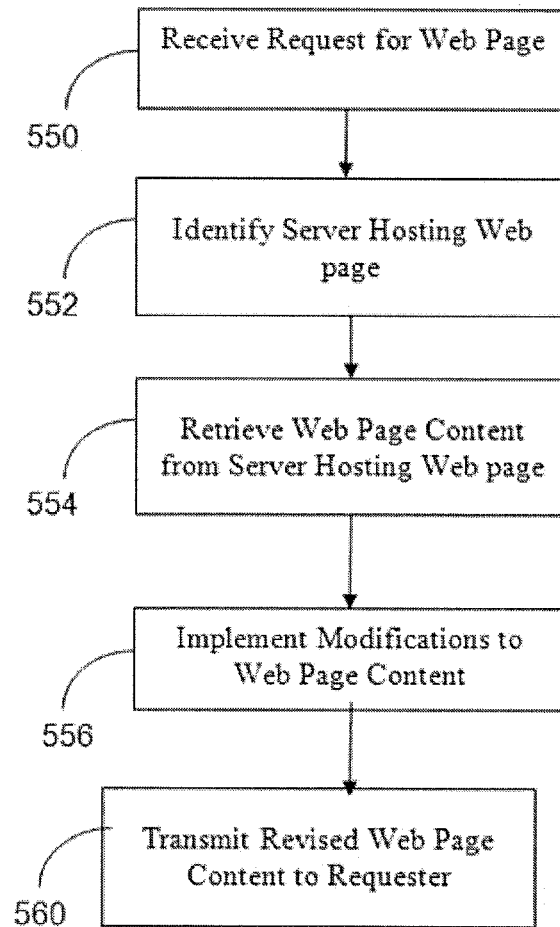 Receive Request for Web Page
550
Identify Server Hosting Web
page
552
Retrieve Web Page Content
from Server Hosting Web page
554
Implement Modifications to
Web Page Content
556
Transmit Revised Web Page
Content to Requester
560